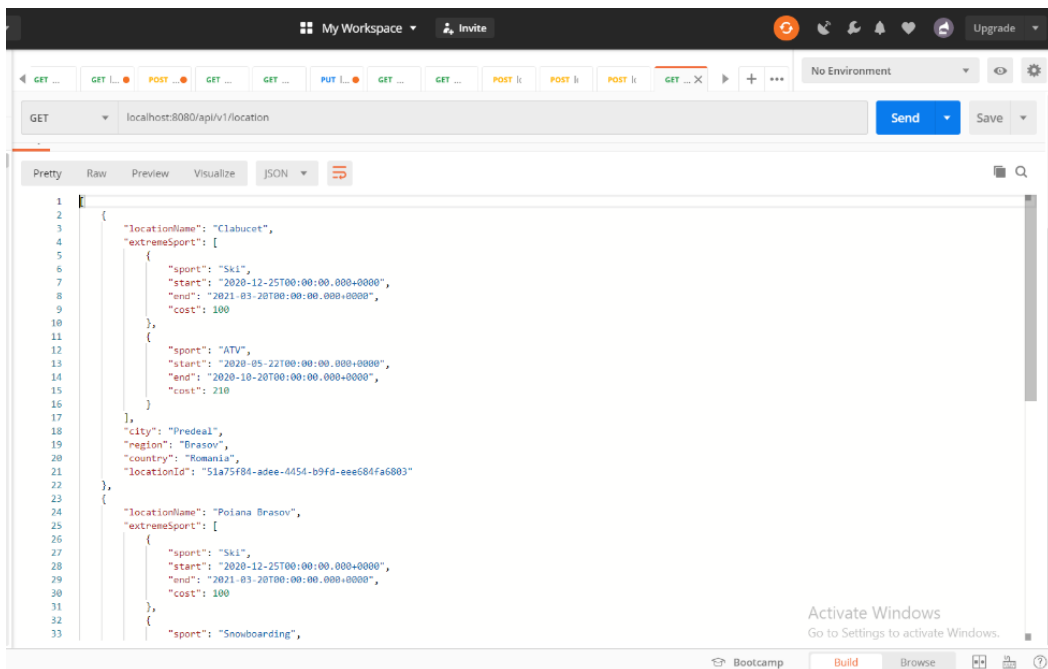 My Workspace Invite Upgrade
GET ... GET l... POST ... GET ... GET ... PUT l... GET ... GET ... POST lc POST l POST lc GET ... No Environment
GET localhost:8080/api/v1/location Send Save
Pretty Raw Preview Visualize JSON
1 [
2 {
3 "locationName": "Clabucet",
4 "extremeSport": [
5 {
6 "sport": "Ski",
7 "start": "2020-12-25T00:00:00.000+0000",
8 "end": "2021-03-20T00:00:00.000+0000",
9 "cost": 100
10 },
11 {
12 "sport": "ATV",
13 "start": "2020-05-22T00:00:00.000+0000",
14 "end": "2020-10-20T00:00:00.000+0000",
15 "cost": 210
16 }
17 ],
18 "city": "Predeal",
19 "region": "Brasov",
20 "country": "Romania",
21 "locationId": "51a75f84-adee-4454-b9fd-eee684fa6803"
22 },
23 {
24 "locationName": "Poiana Brasov",
25 "extremeSport": [
26 {
27 "sport": "Ski",
28 "start": "2020-12-25T00:00:00.000+0000",
29 "end": "2021-03-20T00:00:00.000+0000",
30 "cost": 100
31 },
32 {
33 "sport": "Snowboarding",
Activate Windows
Go to Settings to activate Windows.
Bootcamp Build Browse